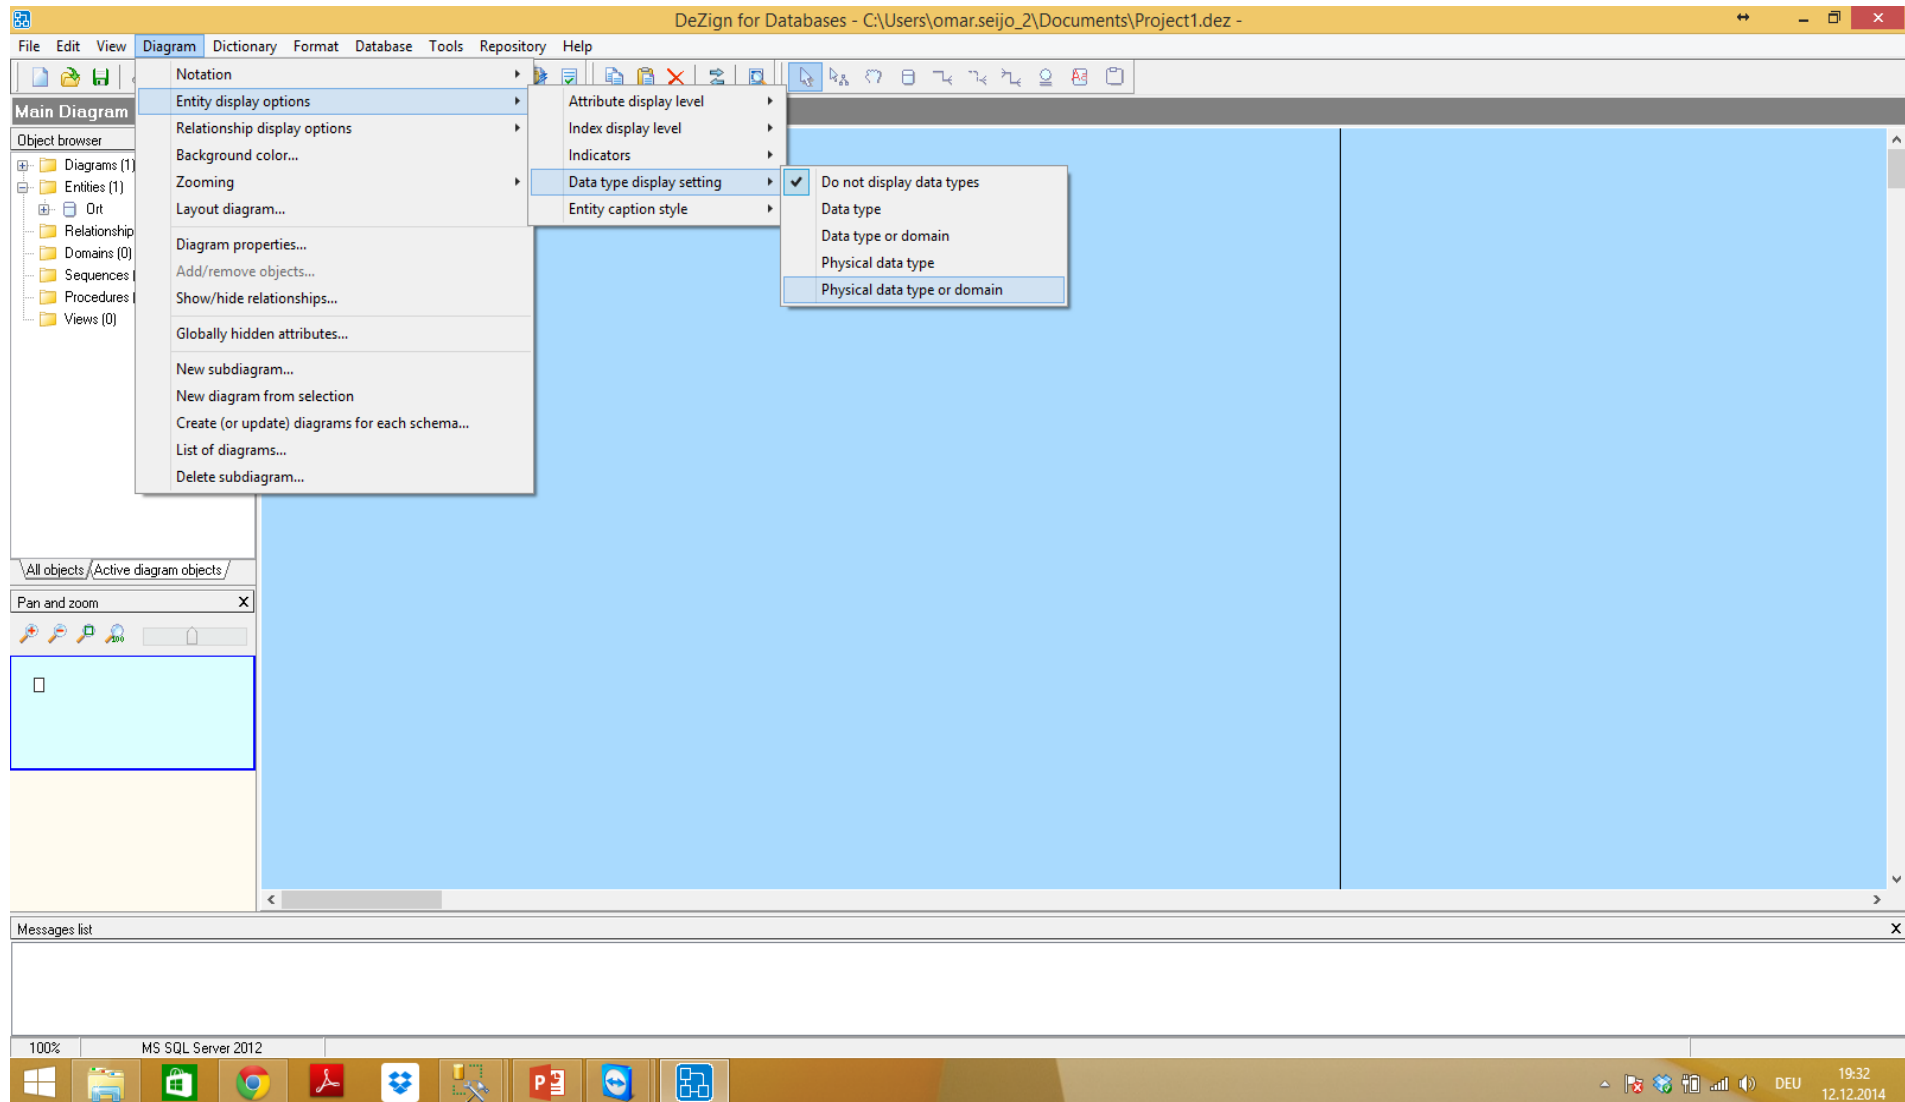 DeZign for Databases - C:\Users\omar.seijo_2\Documents\Project1.dez -
File Edit View Diagram Dictionary Format Database Tools Repository Help
Main Diagram
Object browser
Diagrams (1)
Entities (1)
Ort
Relationship
Domains (0)
Sequences
Procedures
Views (0)
Notation
Entity display options
Relationship display options
Background color...
Zooming
Layout diagram...
Diagram properties...
Add/remove objects...
Show/hide relationships...
Globally hidden attributes...
New subdiagram...
New diagram from selection
Create (or update) diagrams for each schema...
List of diagrams...
Delete subdiagram...
Attribute display level
Index display level
Indicators
Data type display setting
Entity caption style
Do not display data types
Data type
Data type or domain
Physical data type
Physical data type or domain
All objects Active diagram objects
Pan and zoom
Messages list
100% MS SQL Server 2012
DEU
19:32
12.12.2014